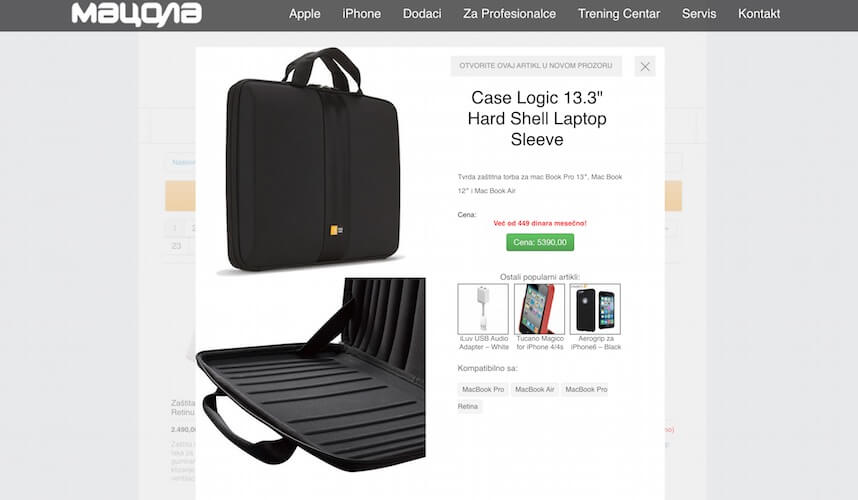 мацола
Apple iPhone Dodaci Za Profesionalce Trening Centar Servis Kontakt
OTVORITE OVAJ ARTIKL U NOVOM PROZORU
Case Logic 13.3"
Hard Shell Laptop
Sleeve
Tvrda zaštitna torba za mac Book Pro 13", Mac Book
12" i Mac Book Air
Cena:
Već od 449 dinara mesečno!
Cena: 5390,00
Ostali popularni artikli:
iLuv USB Audio
Adapter – White
Tucano Magico
for iPhone 4/4s
Aerogrip za
iPhone6 – Black
Kompatibilno sa:
MacBook Pro MacBook Air MacBook Pro
Retina
1
23
Zaštita
Retinu
2.490,00
Zaštitu